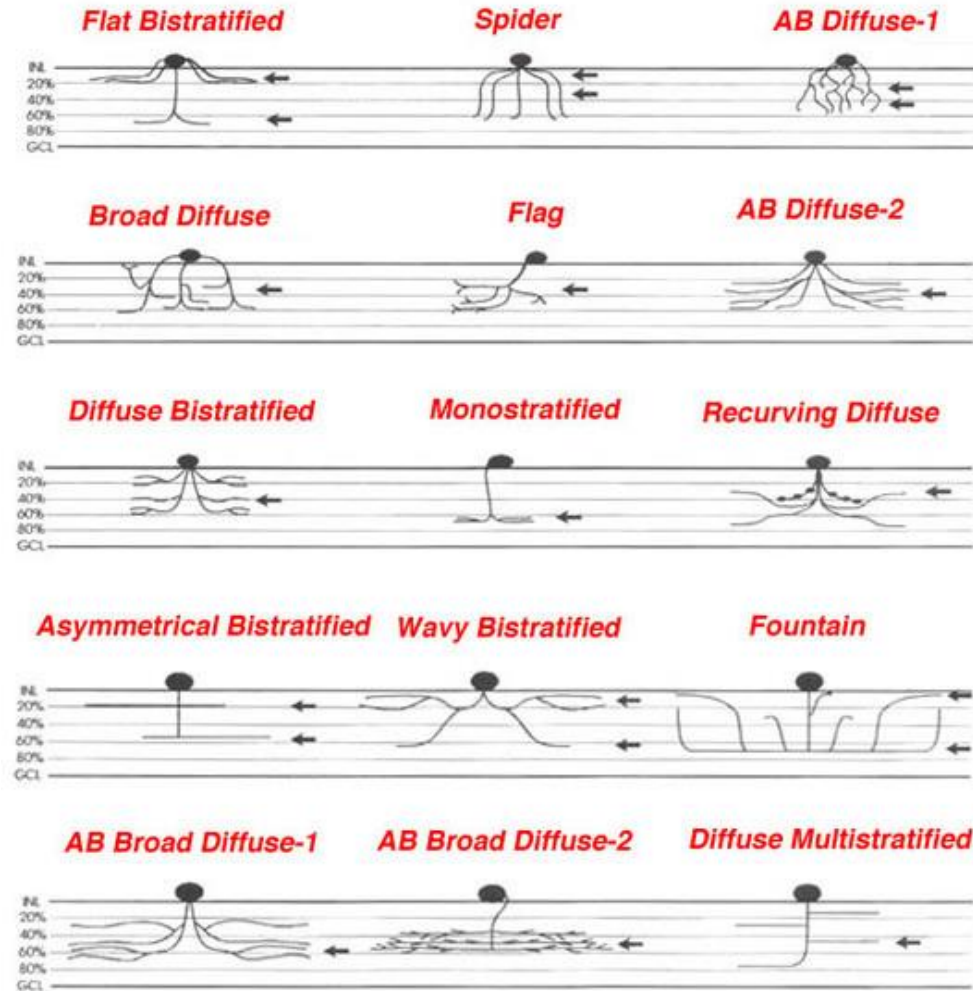 Flat Bistratified Spider AB Diffuse-1
INL
20%
40%
60%
80%
GCL
Broad Diffuse Flag AB Diffuse-2
INL
20%
40%
60%
80%
GCL
Diffuse Bistratified Monostratified Recurving Diffuse
INL
20%
40%
60%
80%
GCL
Asymmetrical Bistratified Wavy Bistratified Fountain
INL
20%
40%
60%
80%
GCL
AB Broad Diffuse-1 AB Broad Diffuse-2 Diffuse Multistratified
INL
20%
40%
60%
80%
GCL